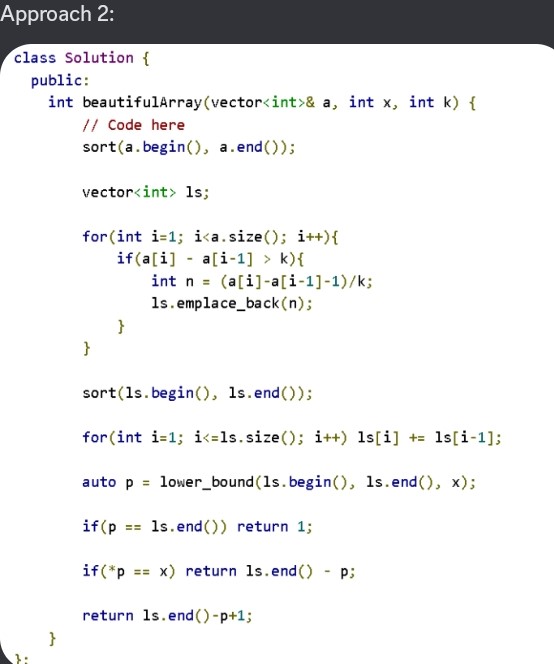 Approach 2:
class Solution {
  public:
    int beautifulArray(vector<int>& a, int x, int k) {
        // Code here
        sort(a.begin(), a.end());
        vector<int> ls;
        for(int i=1; i<a.size(); i++){
            if(a[i] - a[i-1] > k){
                int n = (a[i]-a[i-1]-1)/k;
                ls.emplace_back(n);
            }
        }
        sort(ls.begin(), ls.end());
        for(int i=1; i<=ls.size(); i++) ls[i] += ls[i-1];
        auto p = lower_bound(ls.begin(), ls.end(), x);
        if(p == ls.end()) return 1;
        if(*p == x) return ls.end() - p;
        return ls.end()-p+1;
    }
};